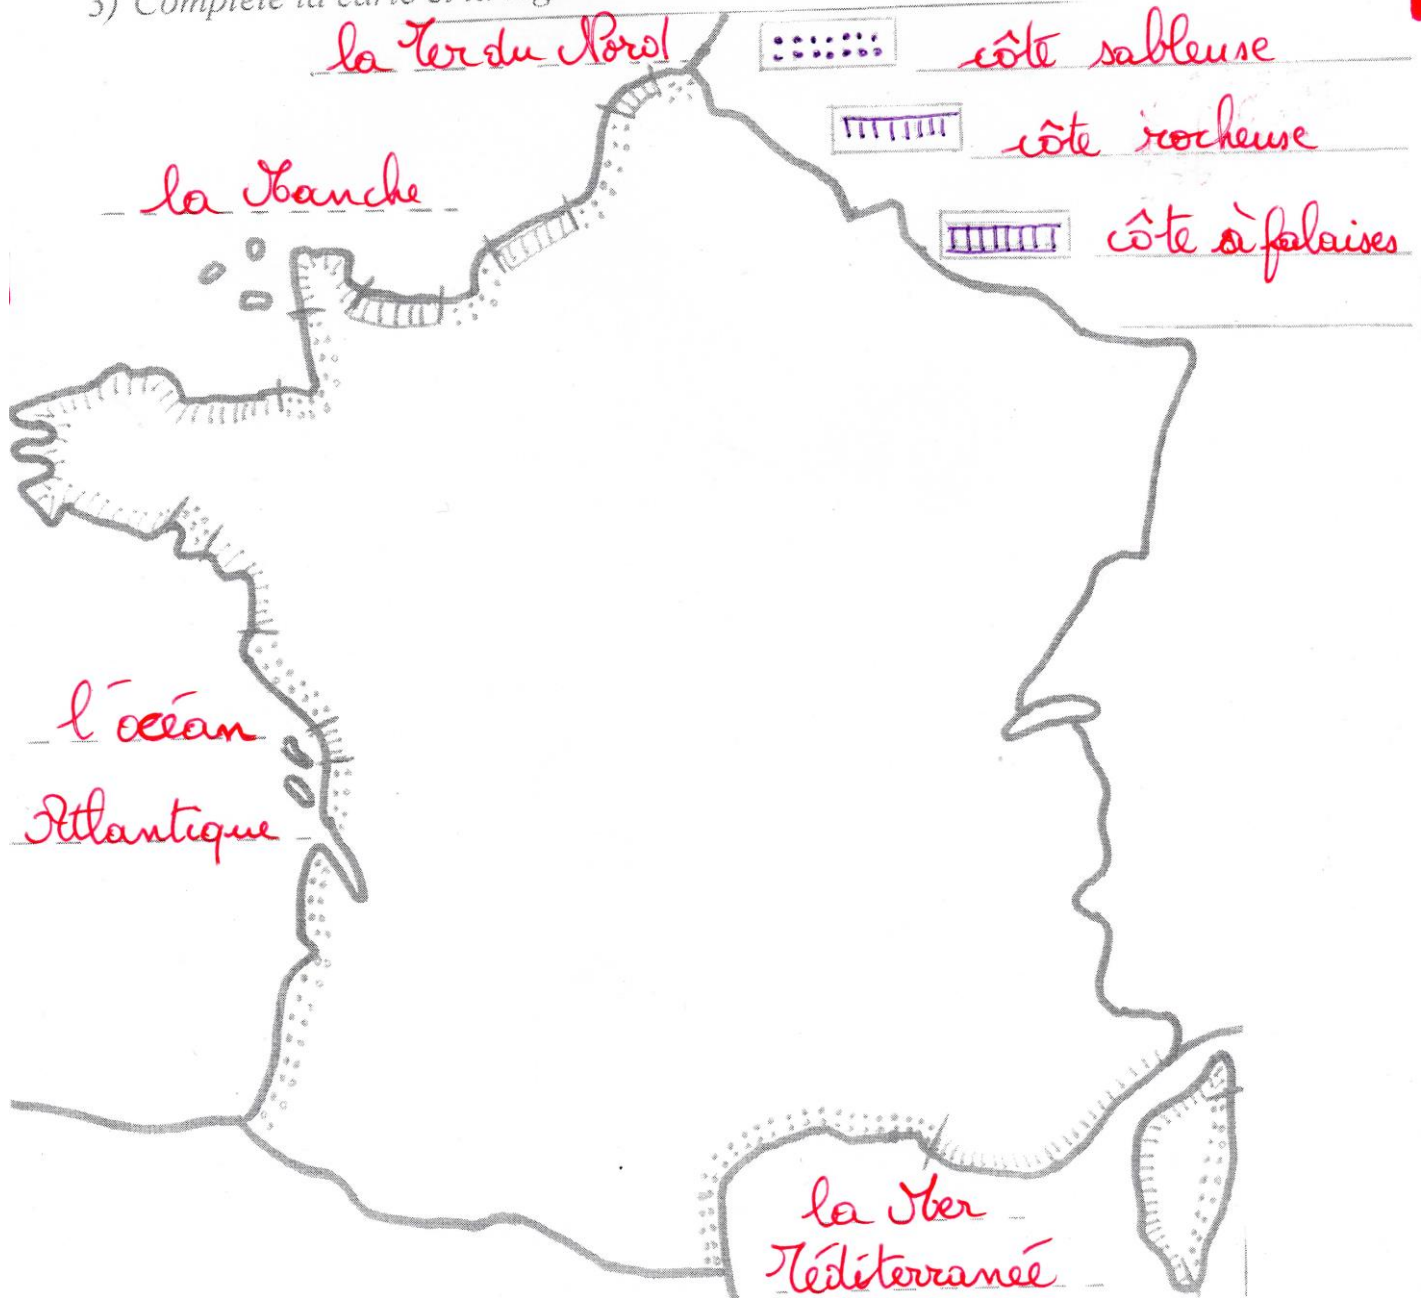 3) Complète la carte et la
la Mer du Nord
côte sableuse
côte rocheuse
la Manche
côte à falaises
l'océan
Atlantique
la Mer
Méditerranée